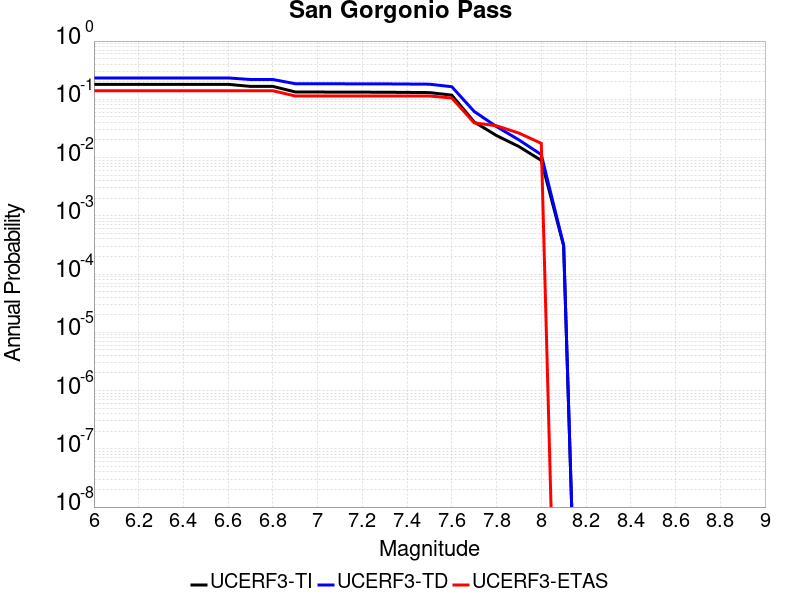 San Gorgonio Pass
10^0
10^-1
10^-2
10^-3
10^-4
10^-5
10^-6
10^-7
10^-8
Annual Probability
6 6.2 6.4 6.6 6.8 7 7.2 7.4 7.6 7.8 8 8.2 8.4 8.6 8.8 9
Magnitude
UCERF3-TI UCERF3-TD UCERF3-ETAS